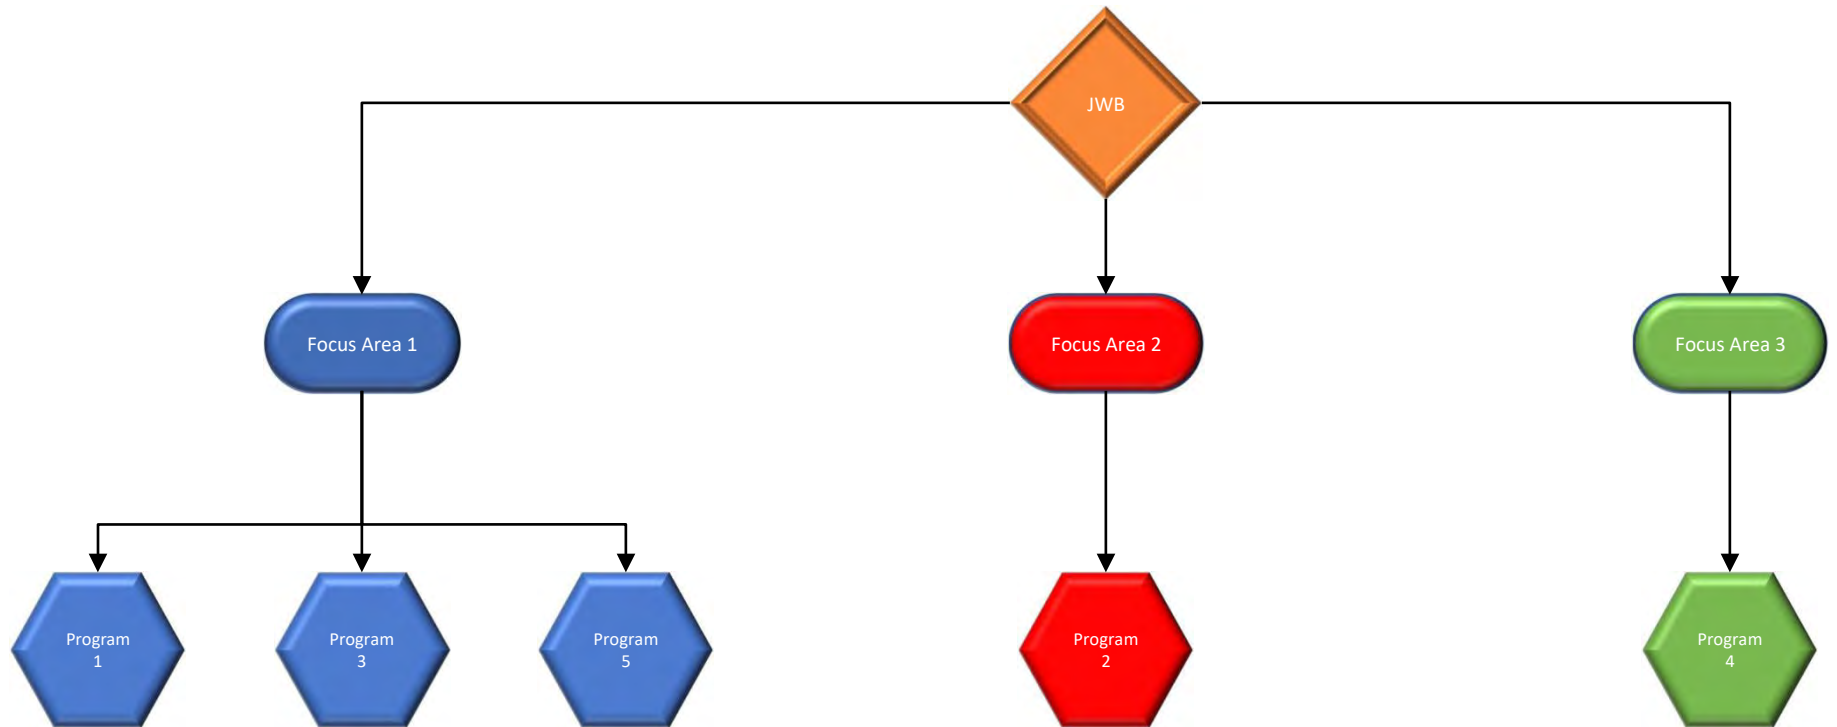 JWB
Focus Area 1
Focus Area 2
Focus Area 3
Program
1
Program
3
Program
5
Program
2
Program
4